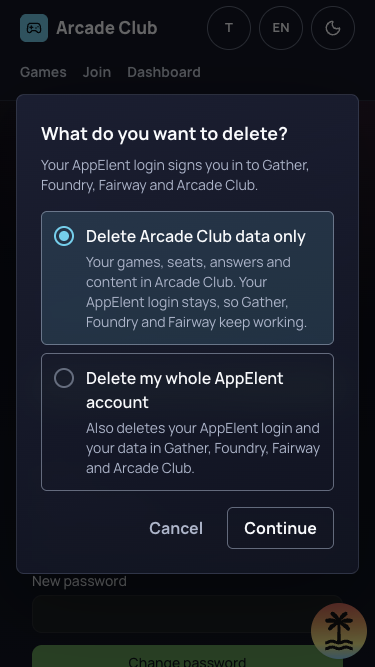 Arcade Club
T
EN
Games Join Dashboard
What do you want to delete?
Your AppElent login signs you in to Gather,
Foundry, Fairway and Arcade Club.
Delete Arcade Club data only
Your games, seats, answers and
content in Arcade Club. Your
AppElent login stays, so Gather,
Foundry and Fairway keep working.
Delete my whole AppElent
account
Also deletes your AppElent login and
your data in Gather, Foundry, Fairway
and Arcade Club.
Cancel
Continue
New password
Change password